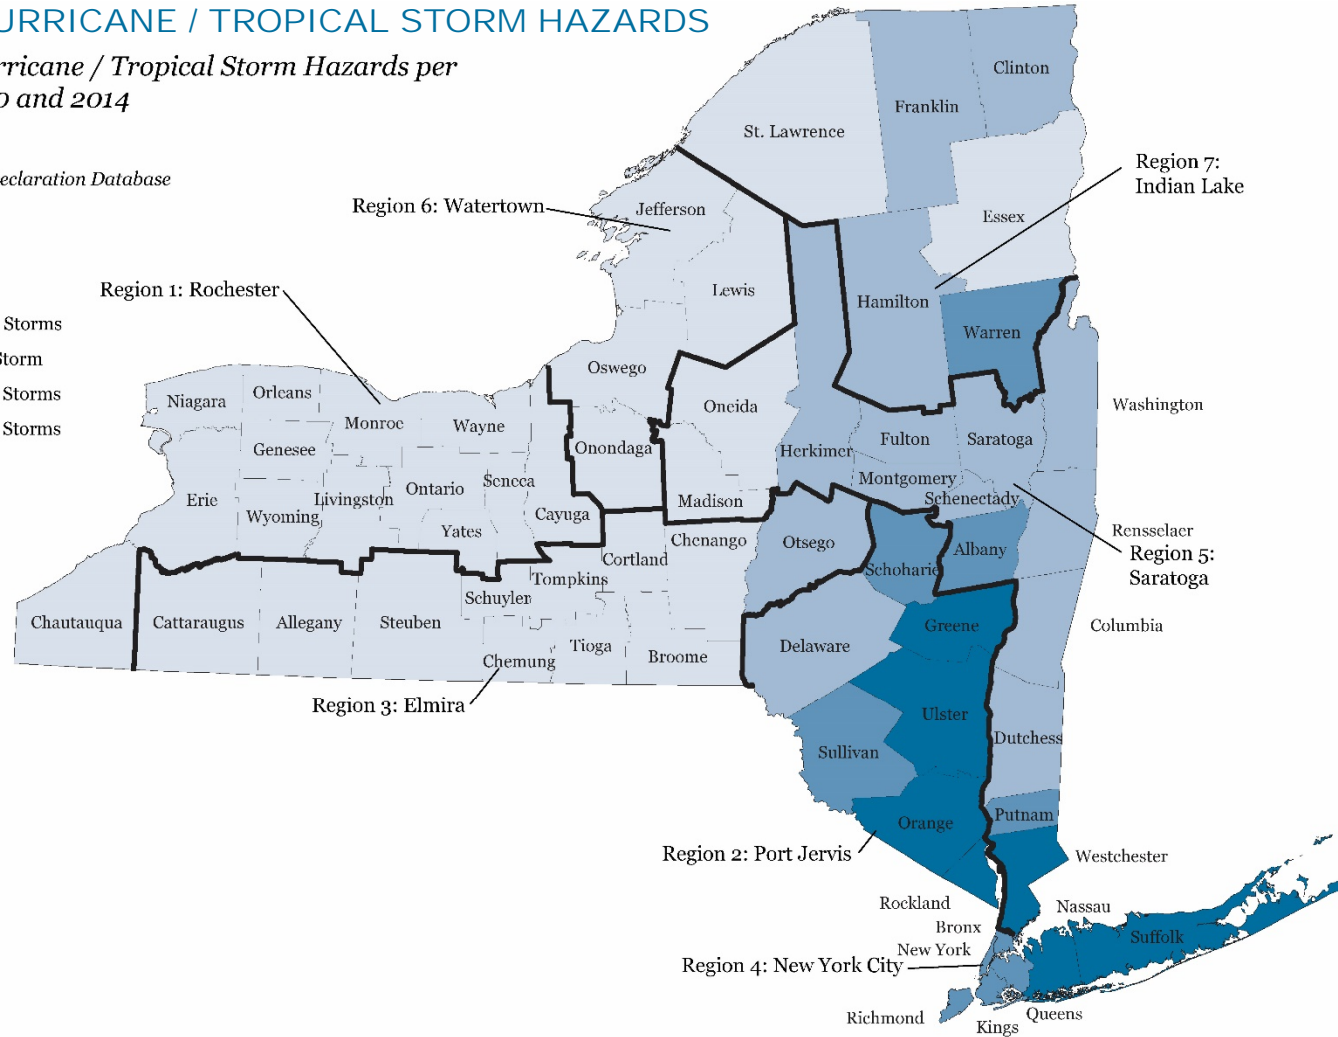 URRICANE / TROPICAL STORM HAZARDS
rricane / Tropical Storm Hazards per
0 and 2014
eclaration Database
Storms
Storm
Storms
Storms
Region 6: Watertown
Region 1: Rochester
Region 7:
Indian Lake
Region 3: Elmira
Region 5:
Saratoga
Region 2: Port Jervis
Region 4: New York City
Clinton
Franklin
St. Lawrence
Essex
Jefferson
Lewis
Hamilton
Warren
Oswego
Oneida
Washington
Niagara
Orleans
Monroe
Wayne
Genesee
Onondaga
Herkimer
Fulton
Saratoga
Montgomery
Schenectady
Erie
Wyoming
Livingston
Ontario
Seneca
Yates
Cayuga
Madison
Cortland
Chenango
Otsego
Schoharie
Albany
Rensselaer
Chautauqua
Cattaraugus
Allegany
Steuben
Schuyler
Tompkins
Chemung
Tioga
Broome
Delaware
Greene
Columbia
Ulster
Sullivan
Dutchess
Orange
Putnam
Westchester
Rockland
Bronx
New York
Nassau
Suffolk
Richmond
Kings
Queens